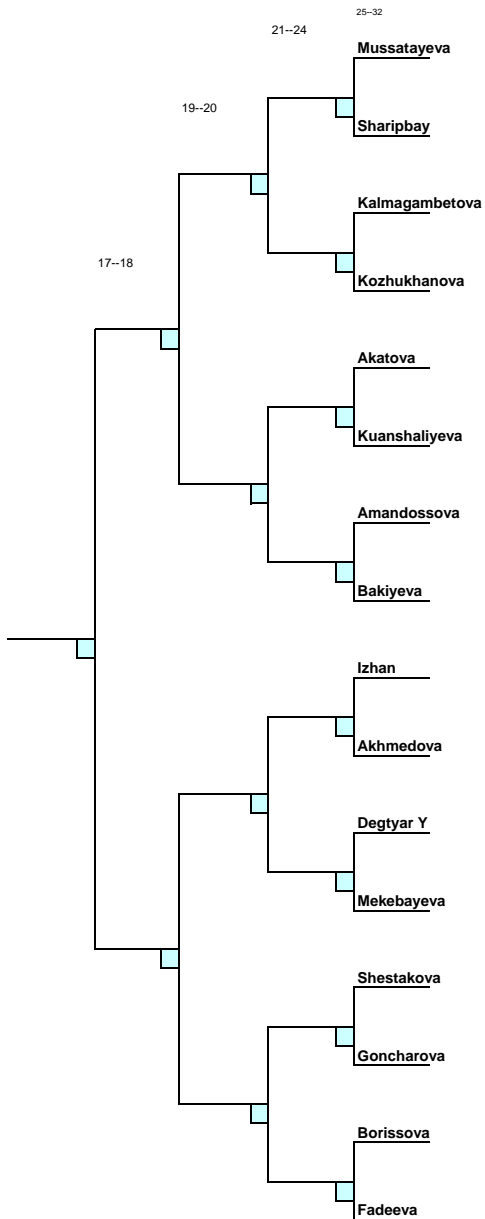 25--32
21--24
Mussatayeva
19--20
Sharipbay
Kalmagambetova
17--18
Kozhukhanova
Akatova
Kuanshaliyeva
Amandossova
Bakiyeva
Izhan
Akhmedova
Degtyar Y
Mekebayeva
Shestakova
Goncharova
Borissova
Fadeeva